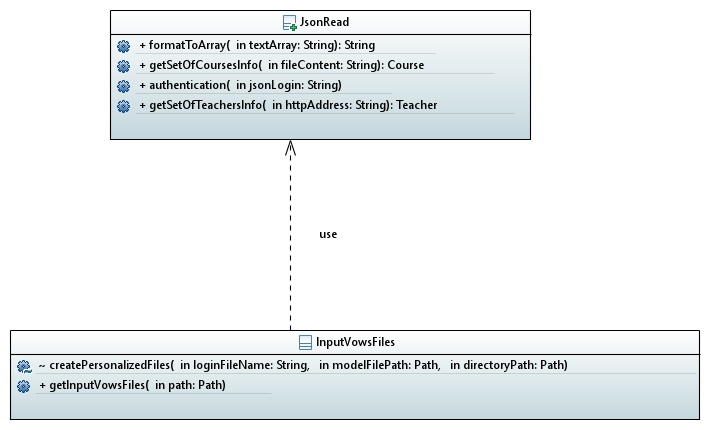 JsonRead
+ formatToArray( in textArray: String): String
+ getSetOfCoursesInfo( in fileContent: String): Course
+ authentication( in jsonLogin: String)
+ getSetOfTeachersInfo( in httpAddress: String): Teacher
use
InputVowsFiles
~ createPersonalizedFiles( in loginFileName: String, in modelFilePath: Path, in directoryPath: Path)
+ getInputVowsFiles( in path: Path)